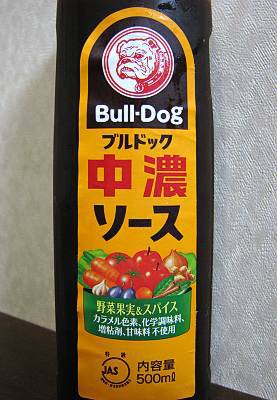 Bull-Dog
ブルドック
中濃
ソース
野菜果実&スパイス
カラメル色素、化学調味料、
増粘剤、甘味料不使用
特級
JAS
内容量
500ml